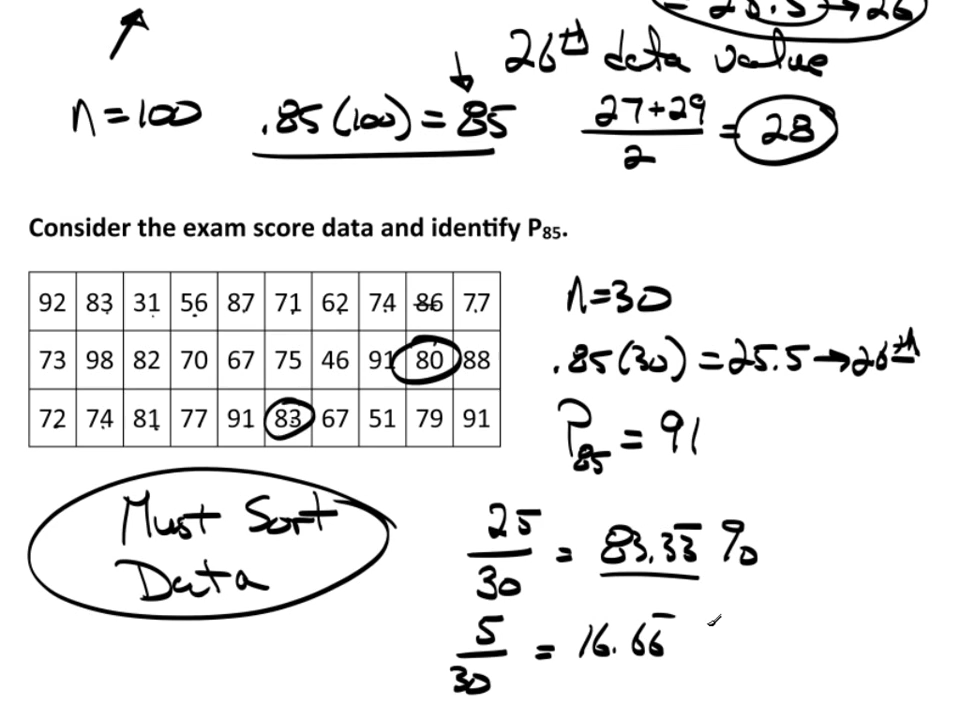 = 25.5 → 26
26th data value
n=100 .85(100) = 85 27+29/2 = 28
Consider the exam score data and identify P85.
92 83 31 56 87 71 62 74 86 77
73 98 82 70 67 75 46 91 80 88
72 74 81 77 91 83 67 51 79 91
n=30
.85(30) = 25.5 → 26th
P85 = 91
Must Sort
Data
25/30 = 83.33 %
5/30 = 16.66